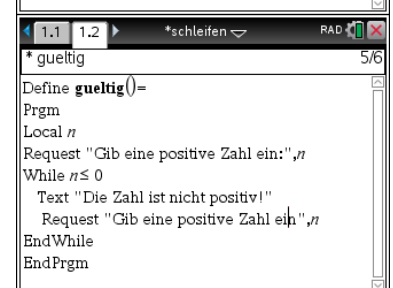 1.1 1.2 *schleifen RAD
* gueltig 5/6
Define gueltig()=
Prgm
Local n
Request "Gib eine positive Zahl ein:",n
While n≤ 0
Text "Die Zahl ist nicht positiv!"
Request "Gib eine positive Zahl ein",n
EndWhile
EndPrgm